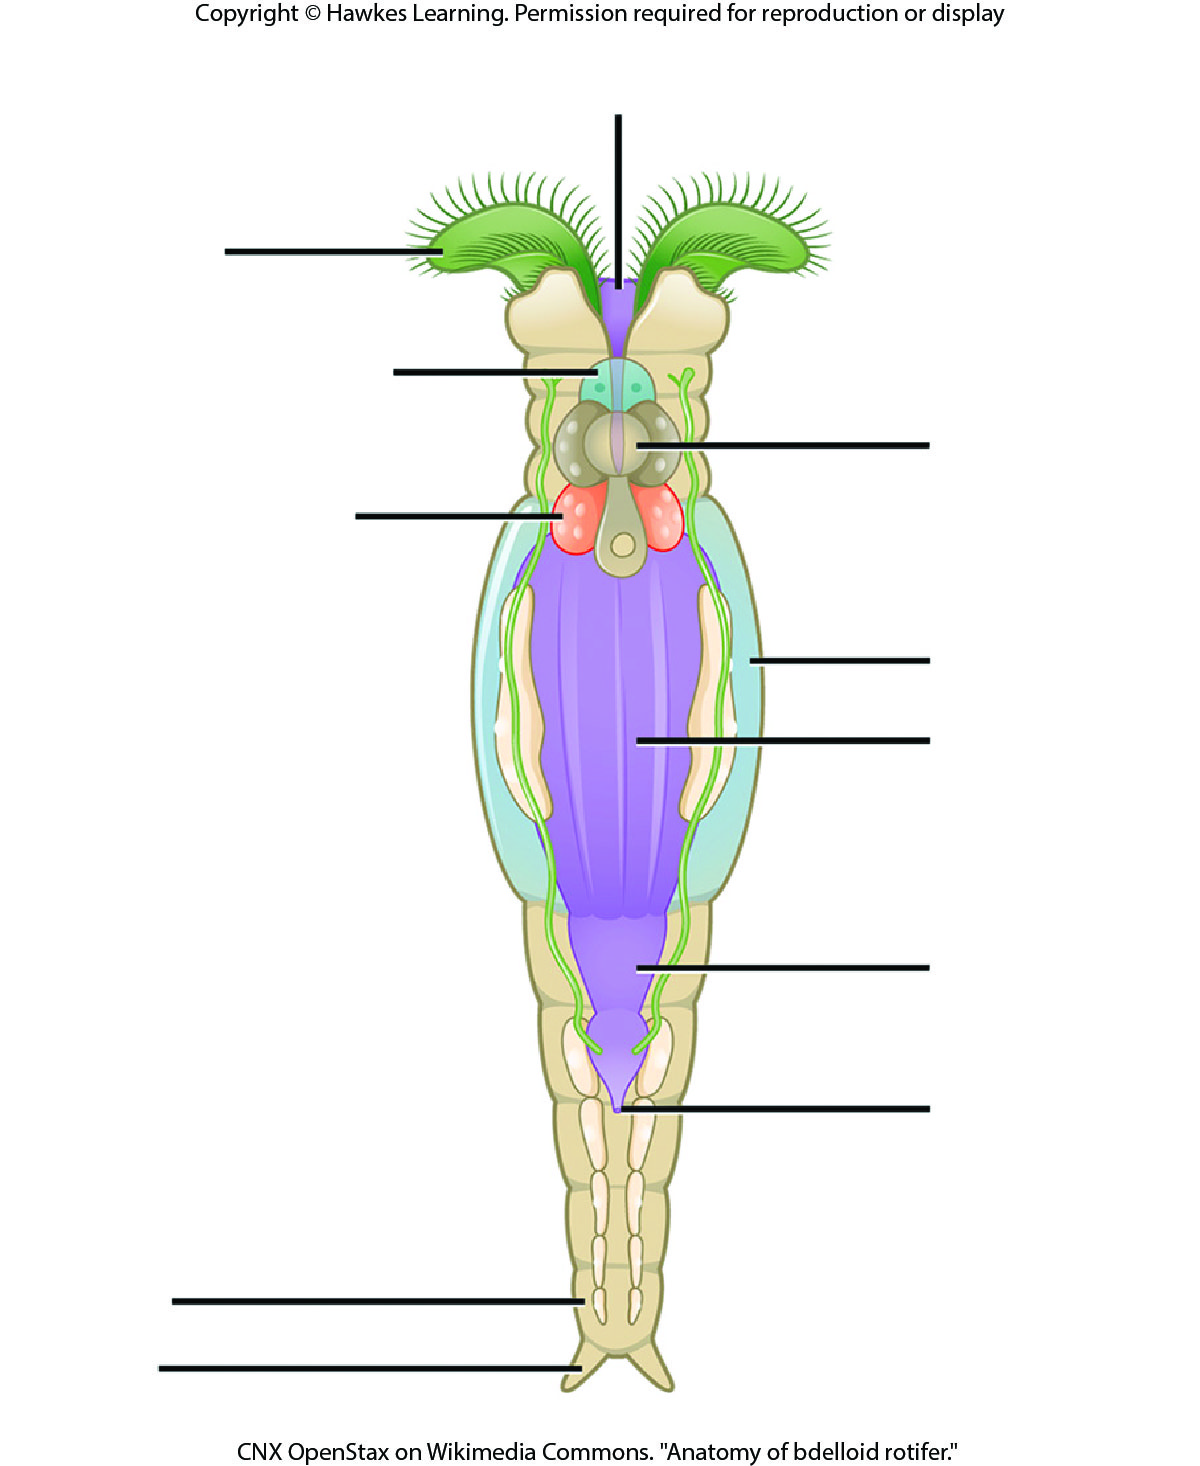 Copyright © Hawkes Learning. Permission required for reproduction or display
CNX OpenStax on Wikimedia Commons. "Anatomy of bdelloid rotifer."